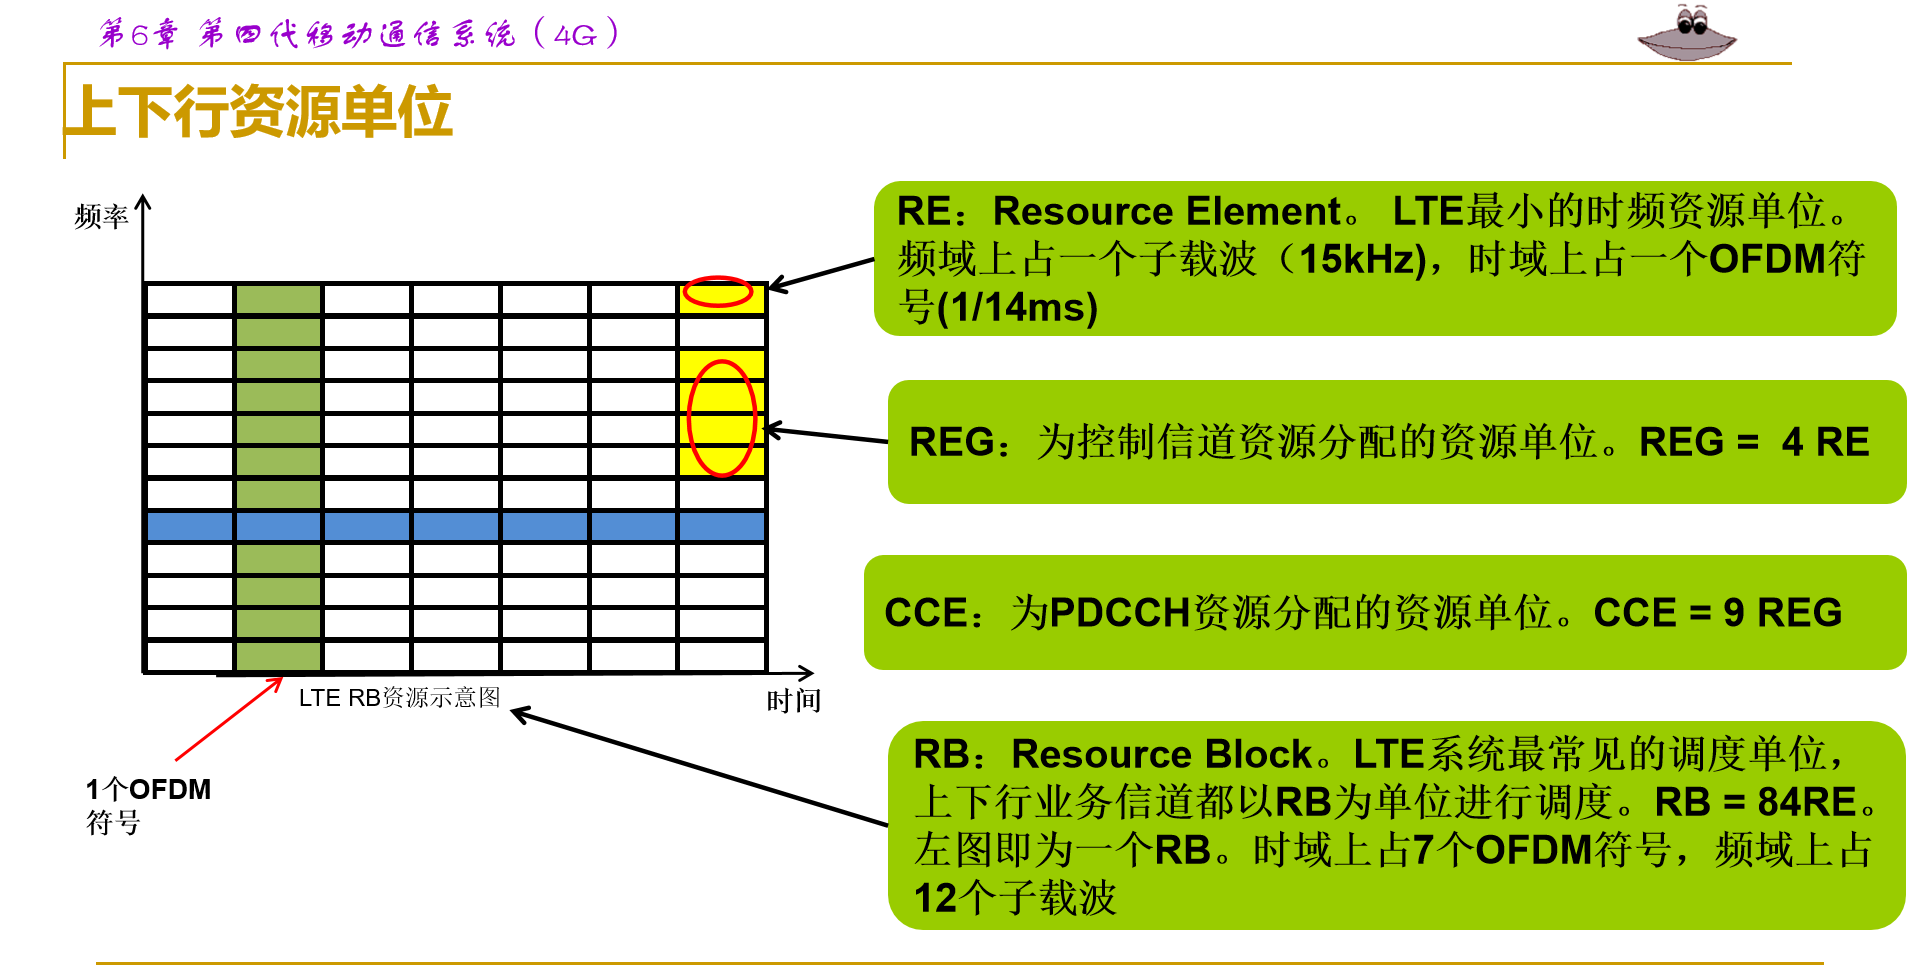 第6章 第四代移动通信系统（4G）
上下行资源单位
频率
RE：Resource Element。 LTE最小的时频资源单位。
频域上占一个子载波（15kHz)，时域上占一个OFDM符
号(1/14ms)
REG：为控制信道资源分配的资源单位。REG = 4 RE
CCE：为PDCCH资源分配的资源单位。CCE = 9 REG
LTE RB资源示意图
时间
1个OFDM
符号
RB：Resource Block。LTE系统最常见的调度单位，
上下行业务信道都以RB为单位进行调度。RB = 84RE。
左图即为一个RB。时域上占7个OFDM符号，频域上占
12个子载波